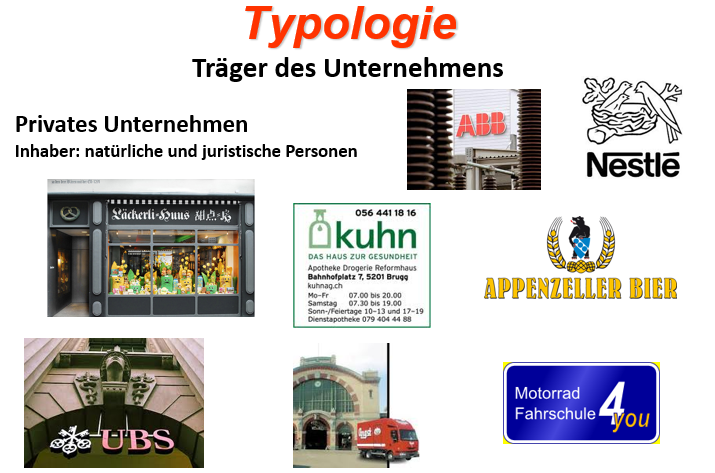 Typologie
Träger des Unternehmens
Privates Unternehmen
Inhaber: natürliche und juristische Personen
ABB
Nestlé
Läckerli-Huus
056 441 18 16
kuhn
DAS HAUS ZUR GESUNDHEIT
Apotheke Drogerie Reformhaus
Bahnhofplatz 7, 5201 Brugg
kuhnag.ch
Mo–Fr 07.00 bis 20.00
Samstag 07.30 bis 19.00
Sonn-/Feiertage 10–13 und 17–19
Dienstapotheke 079 404 44 88
APPENZELLER BIER
UBS
Angst
Motorrad
Fahrschule 4
you